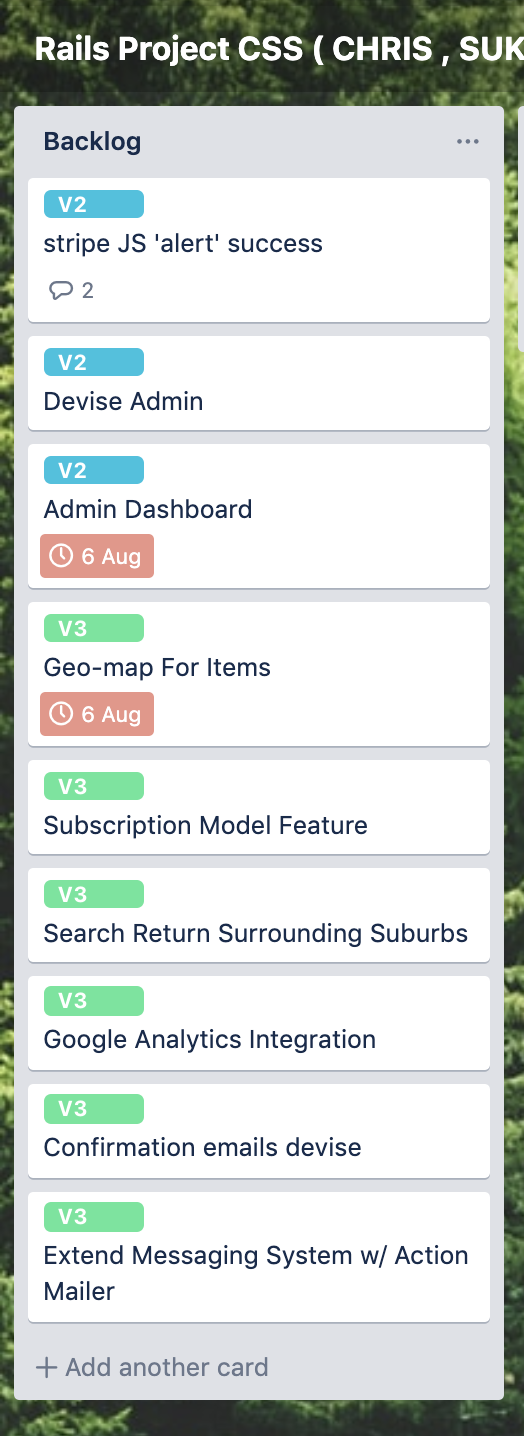 Rails Project CSS ( CHRIS , SUK
Backlog
V2
stripe JS 'alert' success
2
V2
Devise Admin
V2
Admin Dashboard
6 Aug
V3
Geo-map For Items
6 Aug
V3
Subscription Model Feature
V3
Search Return Surrounding Suburbs
V3
Google Analytics Integration
V3
Confirmation emails devise
V3
Extend Messaging System w/ Action
Mailer
+ Add another card